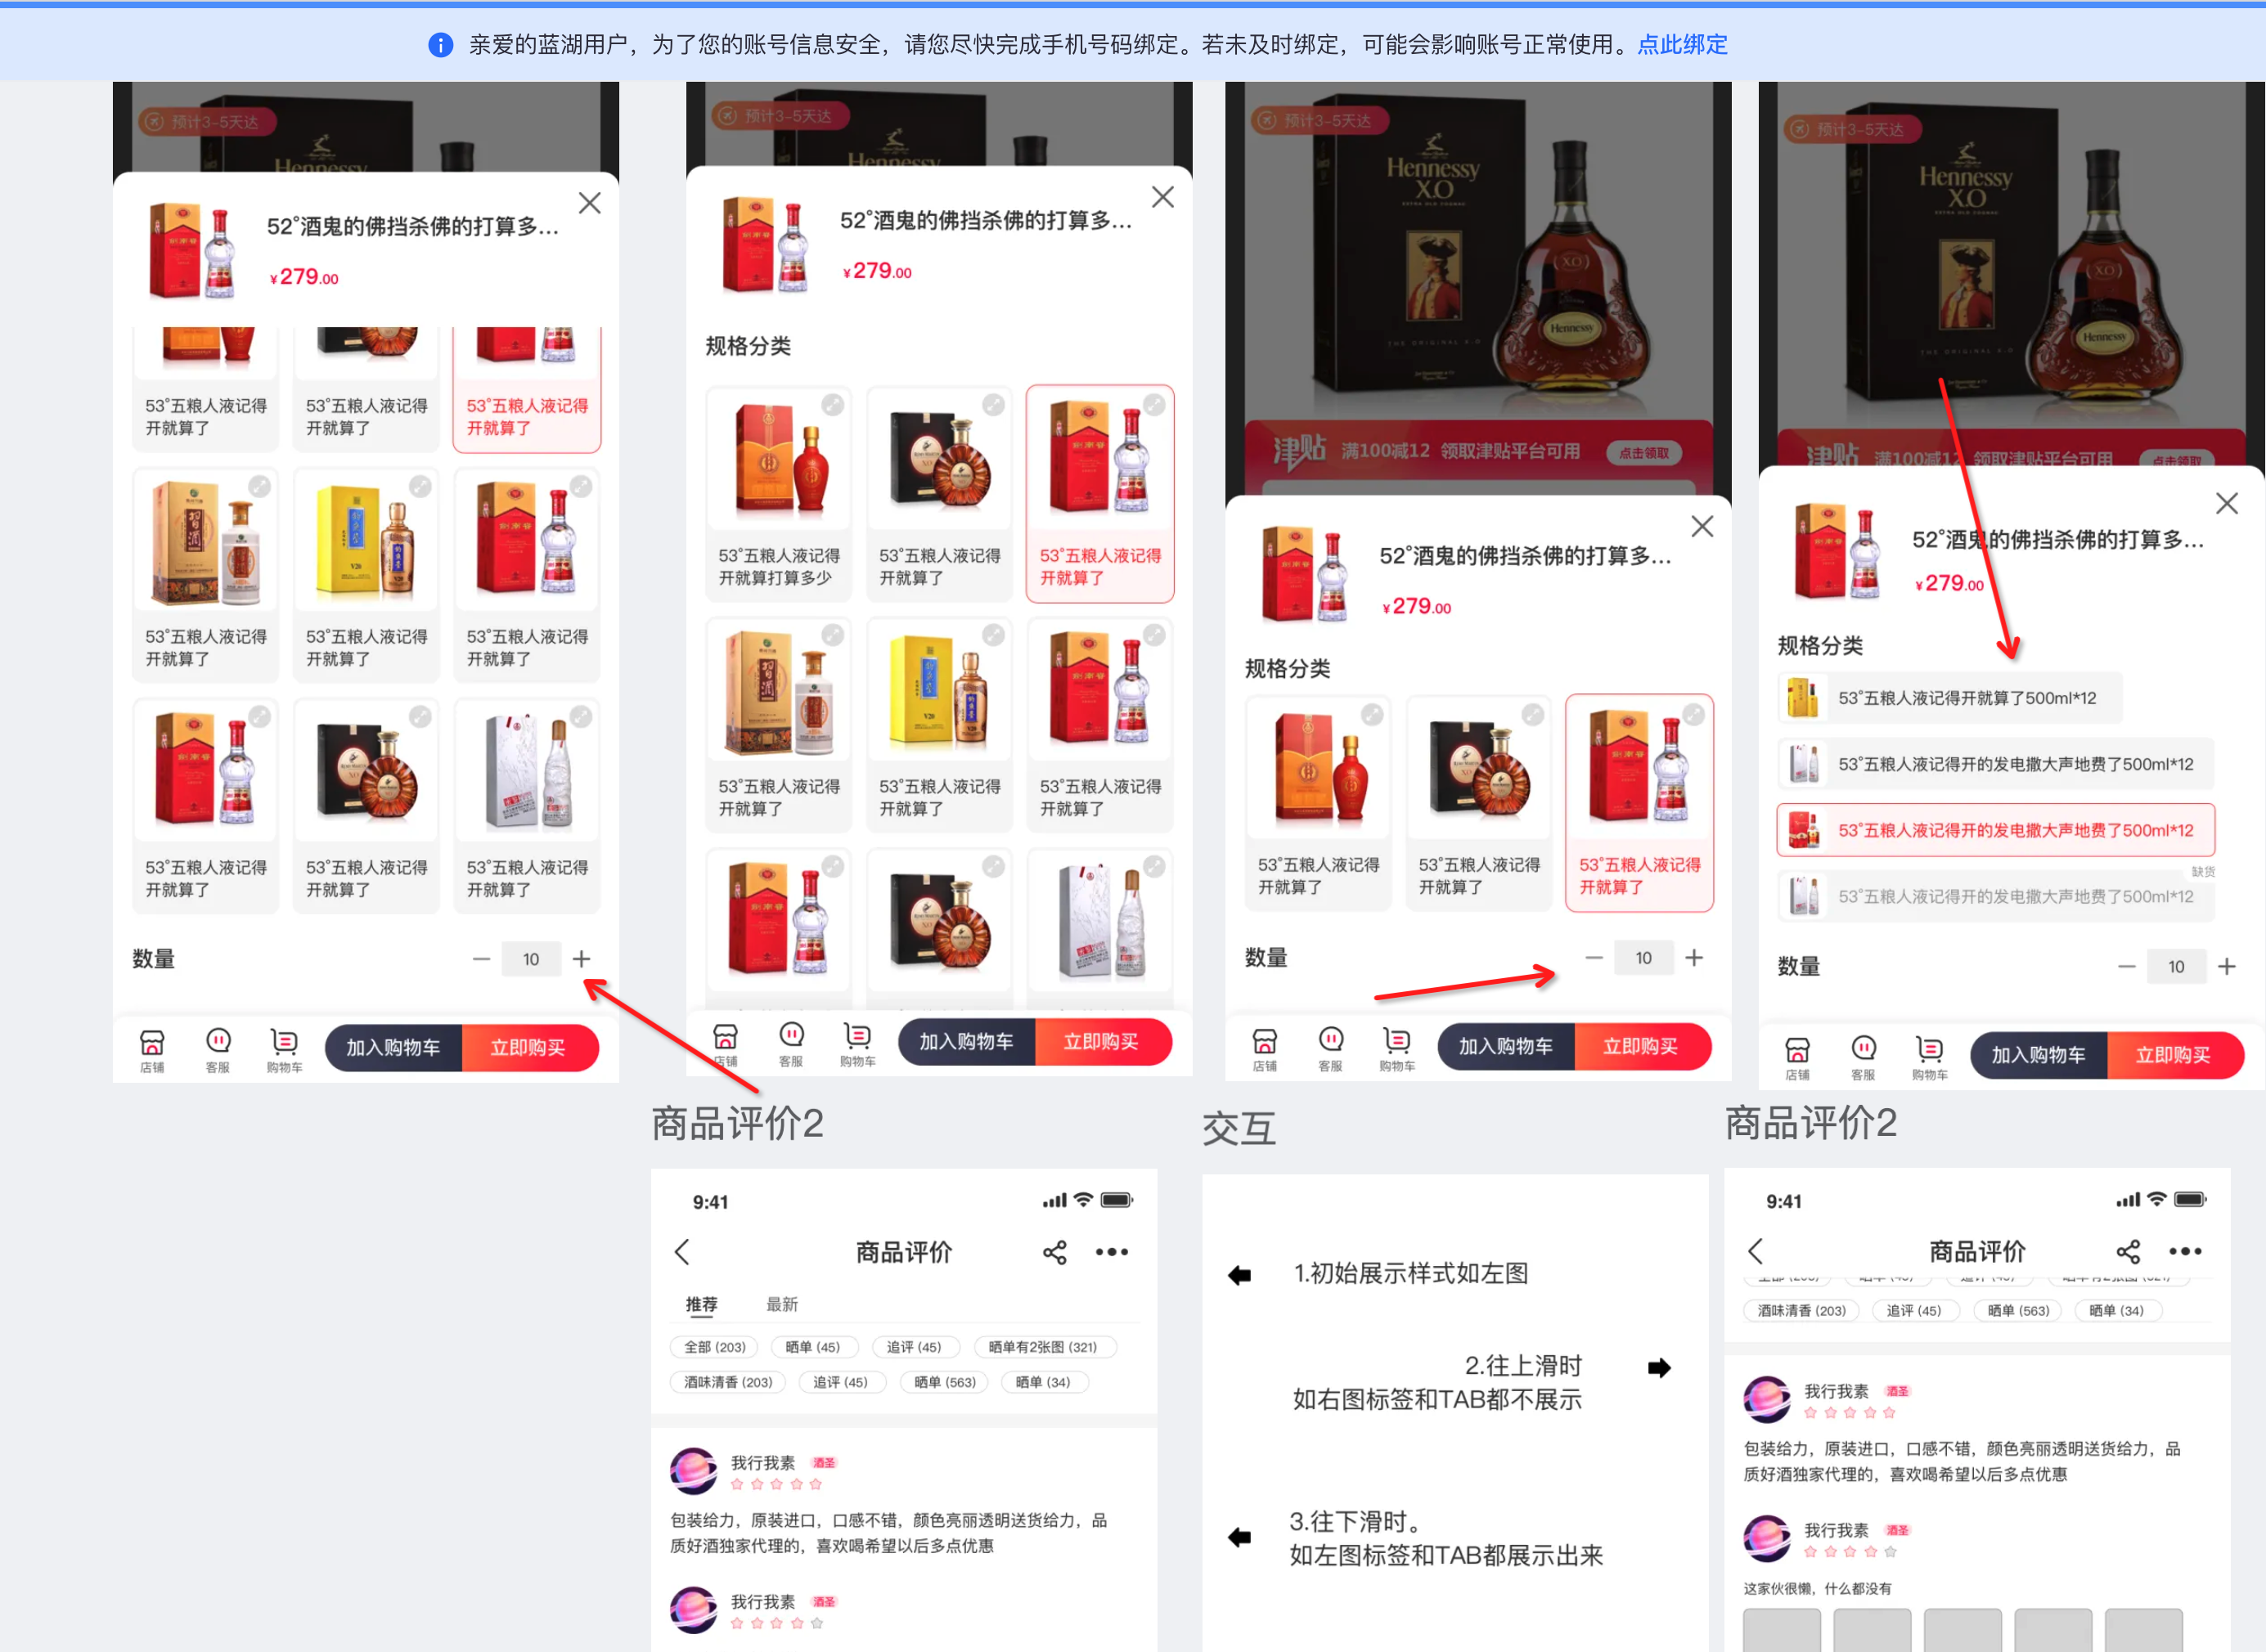 亲爱的蓝湖用户，为了您的账号信息安全，请您尽快完成手机号码绑定。若未及时绑定，可能会影响账号正常使用。点此绑定
预计3-5天达
Hennessy
52°酒鬼的佛挡杀佛的打算多...
¥279.00
53°五粮人液记得
开就算了
53°五粮人液记得
开就算了
53°五粮人液记得
开就算了
53°五粮人液记得
开就算了
53°五粮人液记得
开就算了
53°五粮人液记得
开就算了
53°五粮人液记得
开就算了
53°五粮人液记得
开就算了
53°五粮人液记得
开就算了
数量
10
店铺
客服
购物车
加入购物车
立即购买
预计3-5天达
Hennessy
52°酒鬼的佛挡杀佛的打算多...
¥279.00
规格分类
53°五粮人液记得
开就算打算多少
53°五粮人液记得
开就算了
53°五粮人液记得
开就算了
53°五粮人液记得
开就算了
53°五粮人液记得
开就算了
53°五粮人液记得
开就算了
店铺
客服
购物车
加入购物车
立即购买
预计3-5天达
Hennessy
X.O
THE ORIGINAL X.O
XO
Hennessy
津贴 满100减12 领取津贴平台可用 点击领取
52°酒鬼的佛挡杀佛的打算多...
¥279.00
规格分类
53°五粮人液记得
开就算了
53°五粮人液记得
开就算了
53°五粮人液记得
开就算了
数量
10
店铺
客服
购物车
加入购物车
立即购买
预计3-5天达
Hennessy
X.O
THE ORIGINAL X.O
XO
Hennessy
津贴 满100减12 领取津贴平台可用 点击领取
52°酒鬼的佛挡杀佛的打算多...
¥279.00
规格分类
53°五粮人液记得开就算了500ml*12
53°五粮人液记得开的发电撒大声地费了500ml*12
53°五粮人液记得开的发电撒大声地费了500ml*12
缺货
53°五粮人液记得开的发电撒大声地费了500ml*12
数量
10
店铺
客服
购物车
加入购物车
立即购买
商品评价2
9:41
商品评价
推荐
最新
全部 (203)
晒单 (45)
追评 (45)
晒单有2张图 (321)
酒味清香 (203)
追评 (45)
晒单 (563)
晒单 (34)
我行我素 酒圣
包装给力，原装进口，口感不错，颜色亮丽透明送货给力，品
质好酒独家代理的，喜欢喝希望以后多点优惠
我行我素 酒圣
交互
1.初始展示样式如左图
2.往上滑时
如右图标签和TAB都不展示
3.往下滑时。
如左图标签和TAB都展示出来
商品评价2
9:41
商品评价
酒味清香 (203)
追评 (45)
晒单 (563)
晒单 (34)
我行我素 酒圣
包装给力，原装进口，口感不错，颜色亮丽透明送货给力，品
质好酒独家代理的，喜欢喝希望以后多点优惠
我行我素 酒圣
这家伙很懒，什么都没有